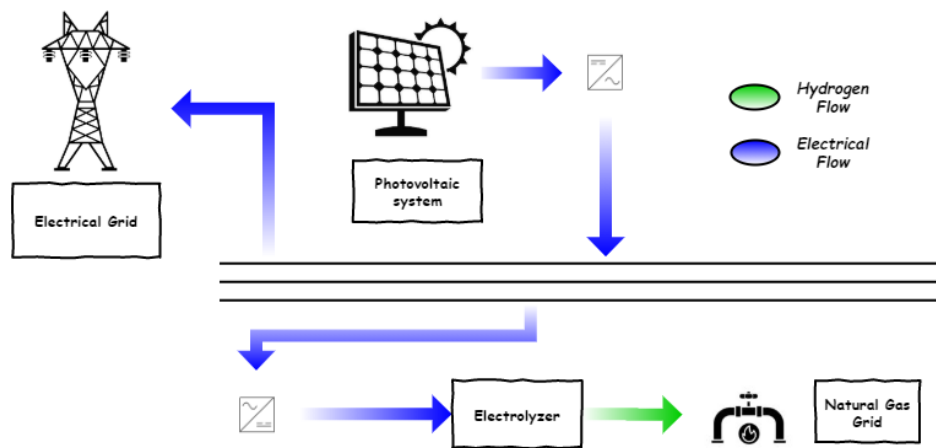 Hydrogen
Flow
Electrical
Flow
Photovoltaic
system
Electrical Grid
Electrolyzer
Natural Gas
Grid